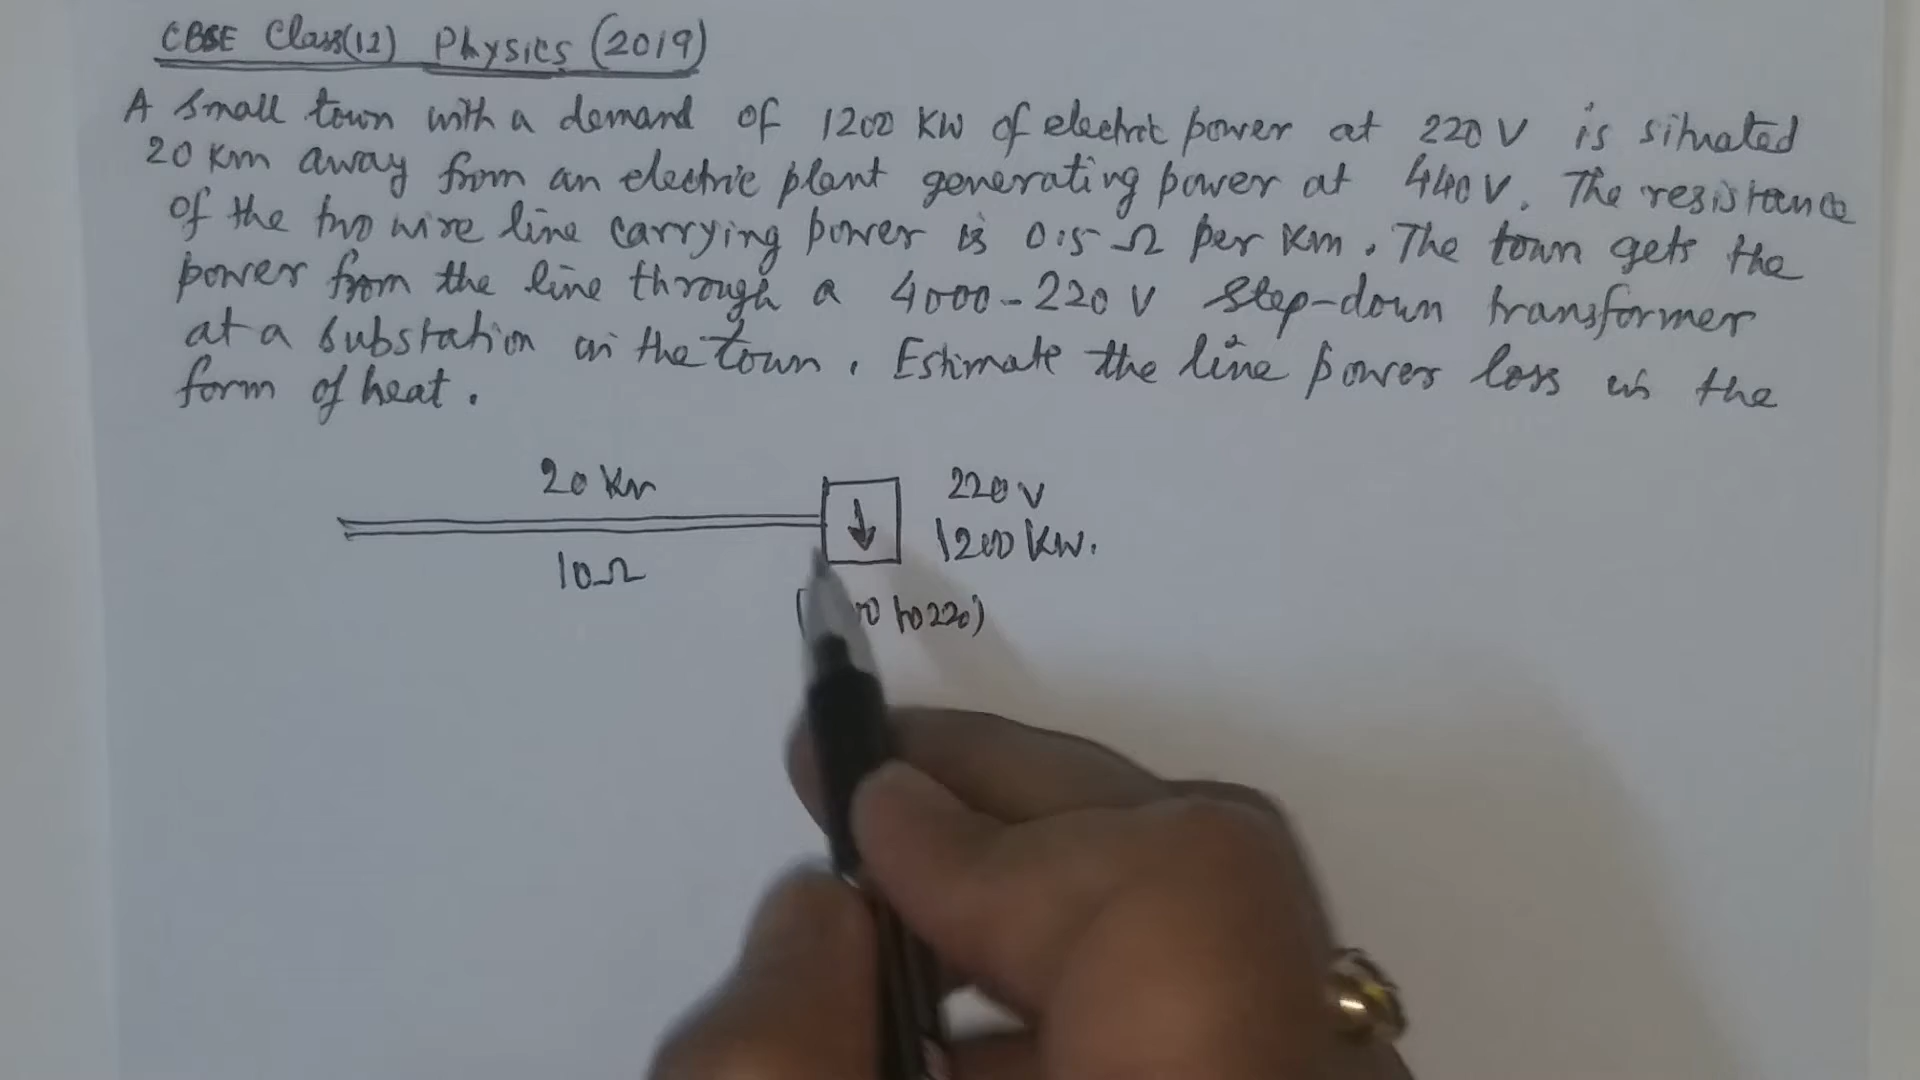 CBSE Class(12) Physics (2019)
A small town with a demand of 1200 KW of electric power at 220 V is situated
20 km away from an electric plant generating power at 440 V. The resistance
of the two wire line carrying power is 0.5 Ω per km. The town gets the
power from the line through a 4000-220 V step-down transformer
at a substation in the town. Estimate the line power loss in the
form of heat.
20 Km
220 V
↓
1200 KW.
10Ω
to 220)